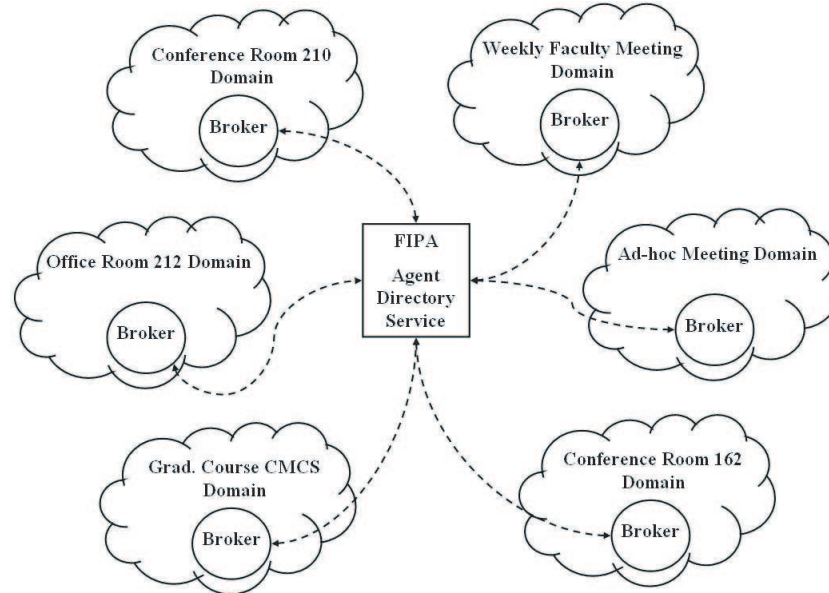 Conference Room 210
Domain
Broker
Weekly Faculty Meeting
Domain
Broker
FIPA
Agent
Directory
Service
Office Room 212 Domain
Broker
Ad-hoc Meeting Domain
Broker
Grad. Course CMCS
Domain
Broker
Conference Room 162
Domain
Broker